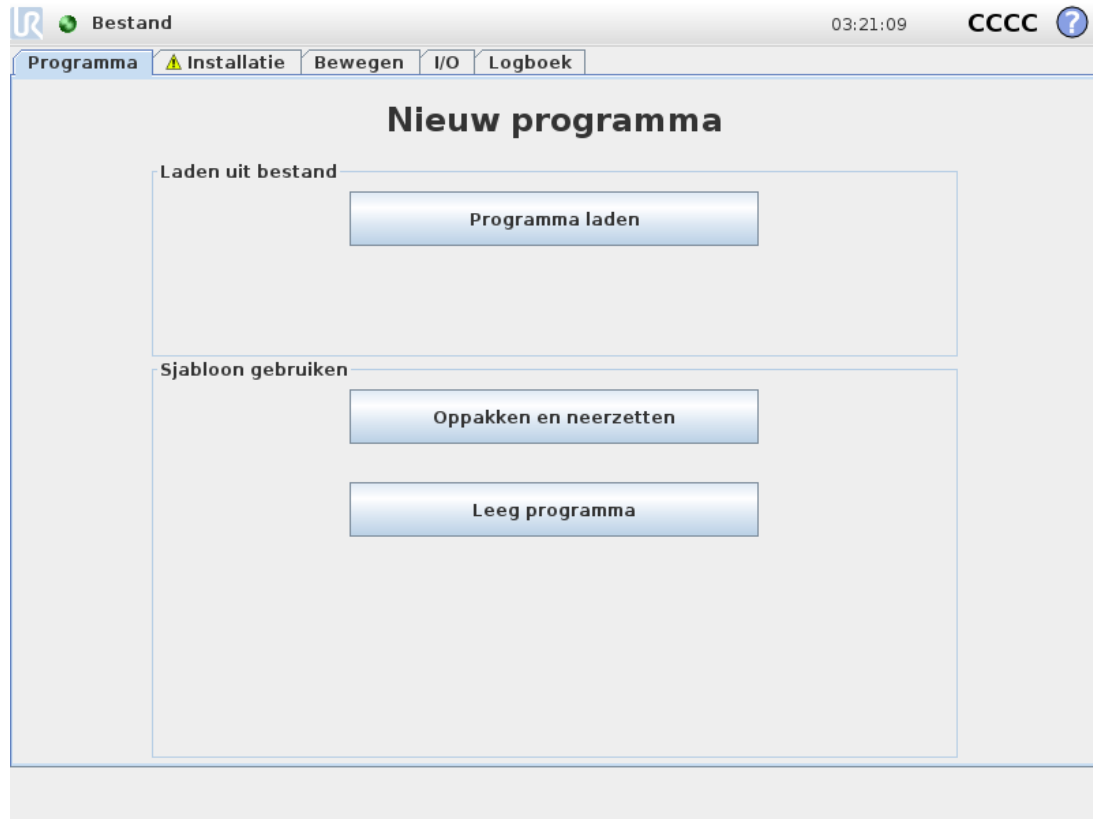 UR Bestand 03:21:09 CCCC ?
Programma Installatie Bewegen I/O Logboek
Nieuw programma
Laden uit bestand
Programma laden
Sjabloon gebruiken
Oppakken en neerzetten
Leeg programma